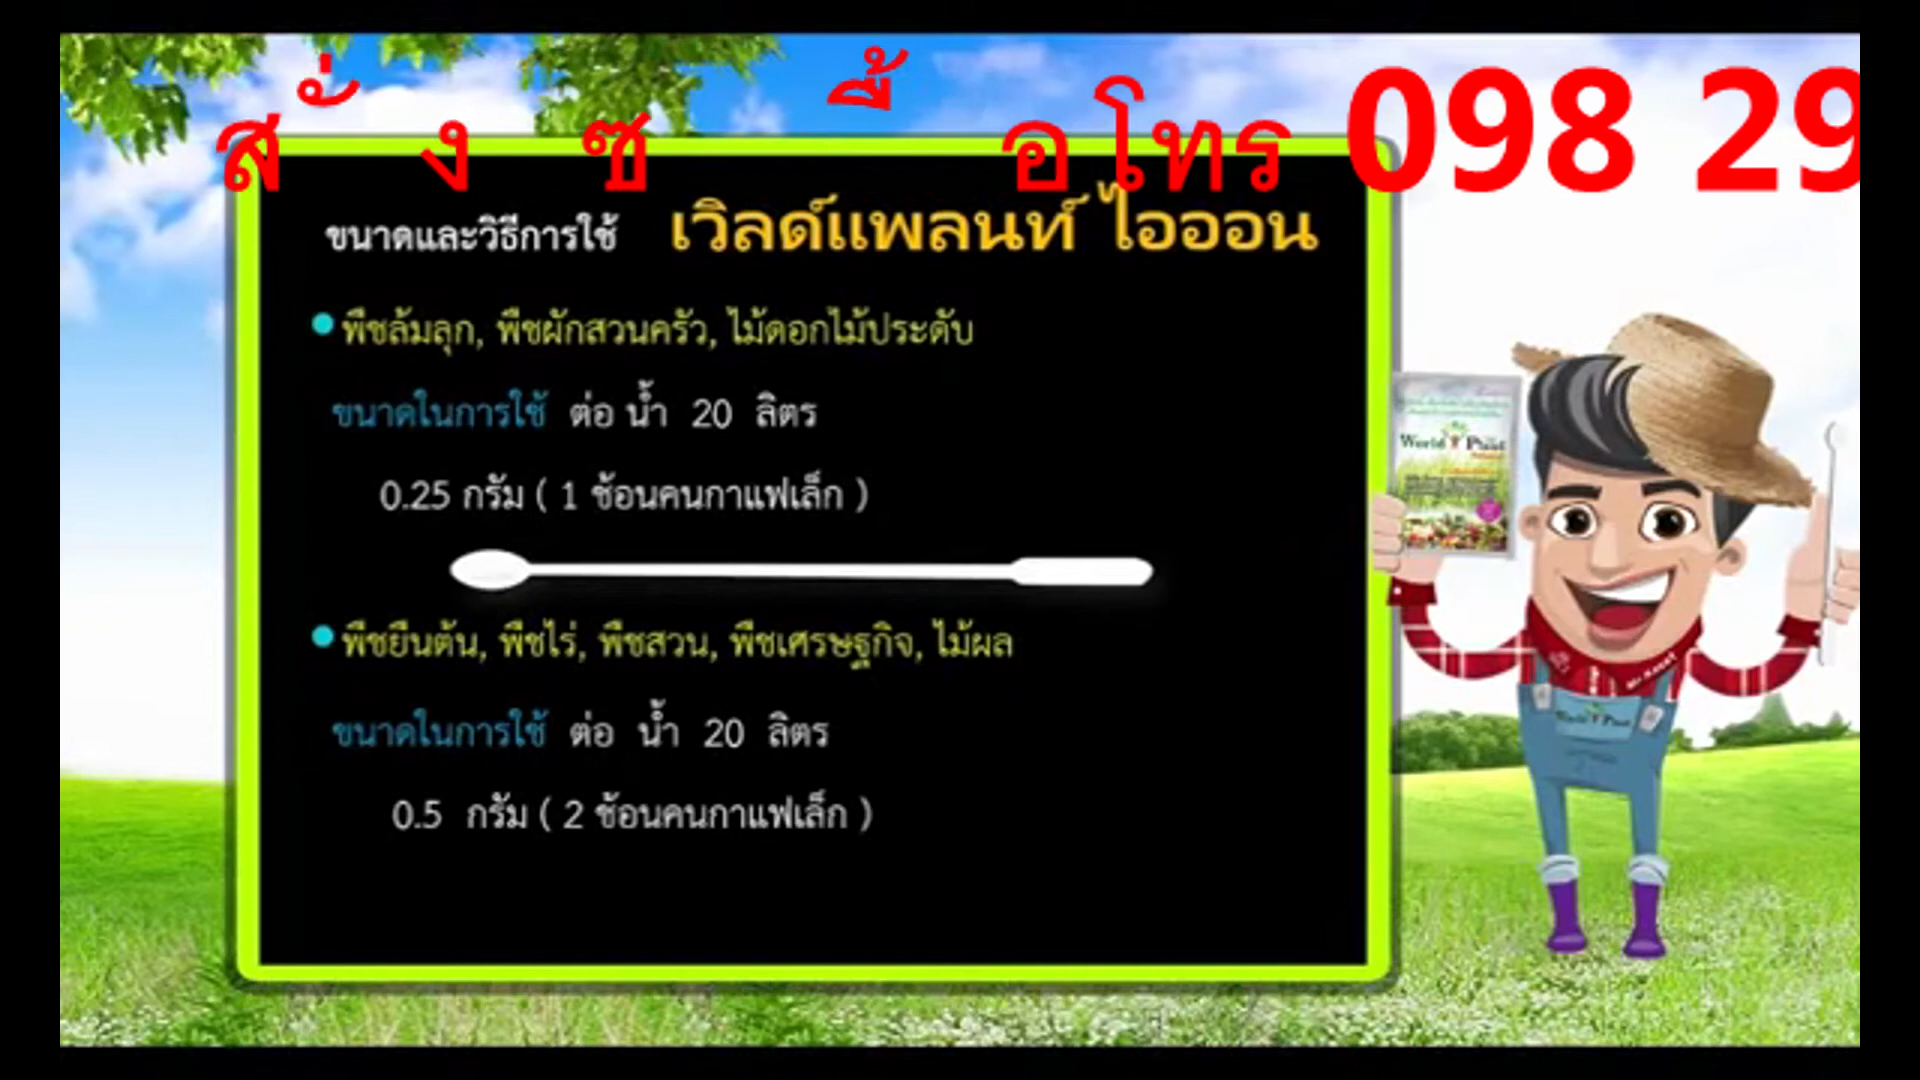 สั่งซื้อโทร 098 29
ขนาดและวิธีการใช้ เวิลด์แพลนท์ ไอออน
พืชล้มลุก, พืชผักสวนครัว, ไม้ดอกไม้ประดับ
ขนาดในการใช้ ต่อ น้ำ 20 ลิตร
0.25 กรัม ( 1 ช้อนคนกาแฟเล็ก )
พืชยืนต้น, พืชไร่, พืชสวน, พืชเศรษฐกิจ, ไม้ผล
ขนาดในการใช้ ต่อ น้ำ 20 ลิตร
0.5 กรัม ( 2 ช้อนคนกาแฟเล็ก )
World Plant
World Plant